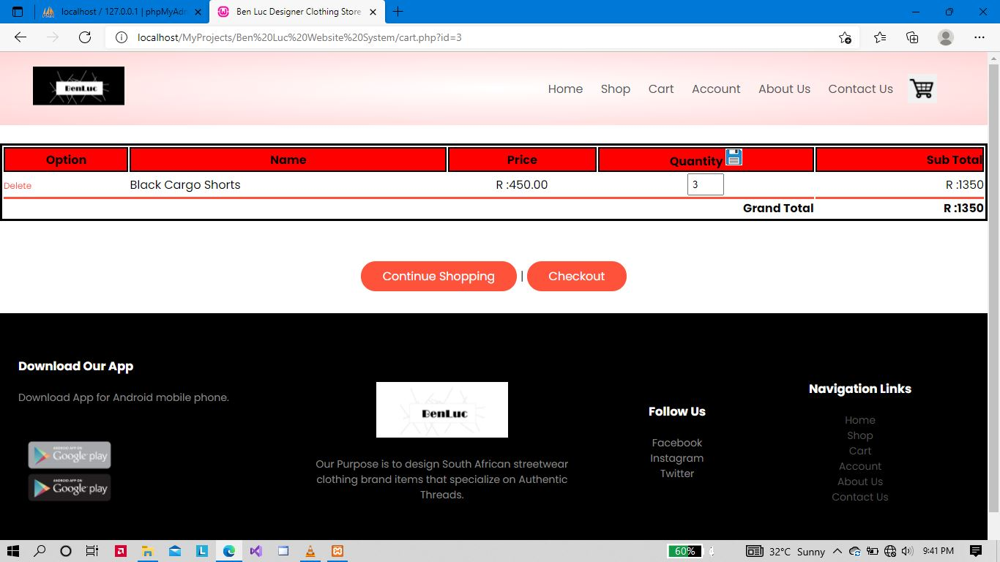 localhost / 127.0.0.1 | phpMyAdm
Ben Luc Designer Clothing Store
localhost/MyProjects/Ben%20Luc%20Website%20System/cart.php?id=3
BenLuc
Home Shop Cart Account About Us Contact Us
Option Name Price Quantity Sub Total
Delete Black Cargo Shorts R :450.00 3 R :1350
Grand Total R :1350
Continue Shopping | Checkout
Download Our App
Download App for Android mobile phone.
ANDROID APP ON
Google play
ANDROID APP ON
Google play
BenLuc
Our Purpose is to design South African streetwear
clothing brand items that specialize on Authentic
Threads.
Follow Us
Facebook
Instagram
Twitter
Navigation Links
Home
Shop
Cart
Account
About Us
Contact Us
60% 32°C Sunny 9:41 PM